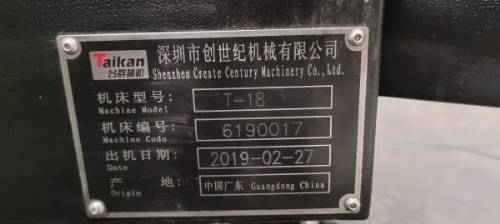 Taikan
台群精机
深圳市创世纪机械有限公司
Shenzhen Create Century Machinery Co., Ltd.
机床型号: T-18
Machine Model
机床编号: 6190017
Machine Code
出机日期: 2019-02-27
Date
产 地: 中国广东 Guangdong China
Origin